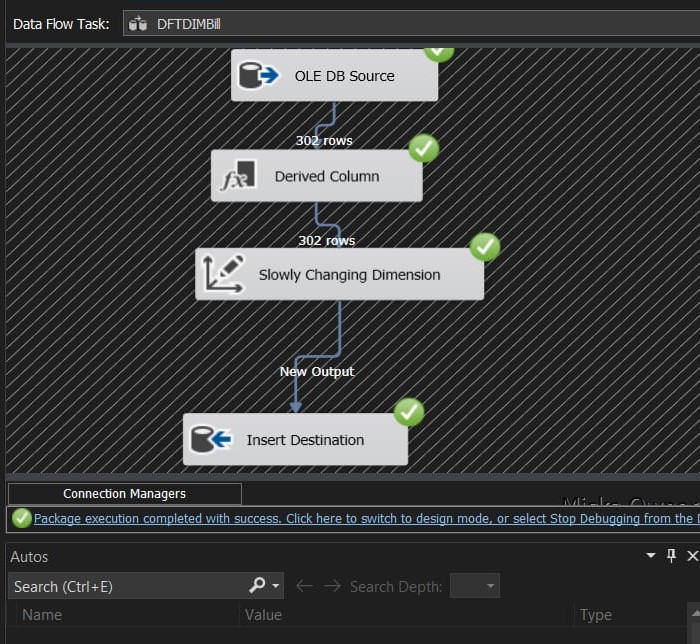 Data Flow Task: DFTDIMBill
OLE DB Source
302 rows
fx Derived Column
302 rows
Slowly Changing Dimension
New Output
Insert Destination
Connection Managers
Package execution completed with success. Click here to switch to design mode, or select Stop Debugging from the
Autos
Search (Ctrl+E) Search Depth:
Name Value Type